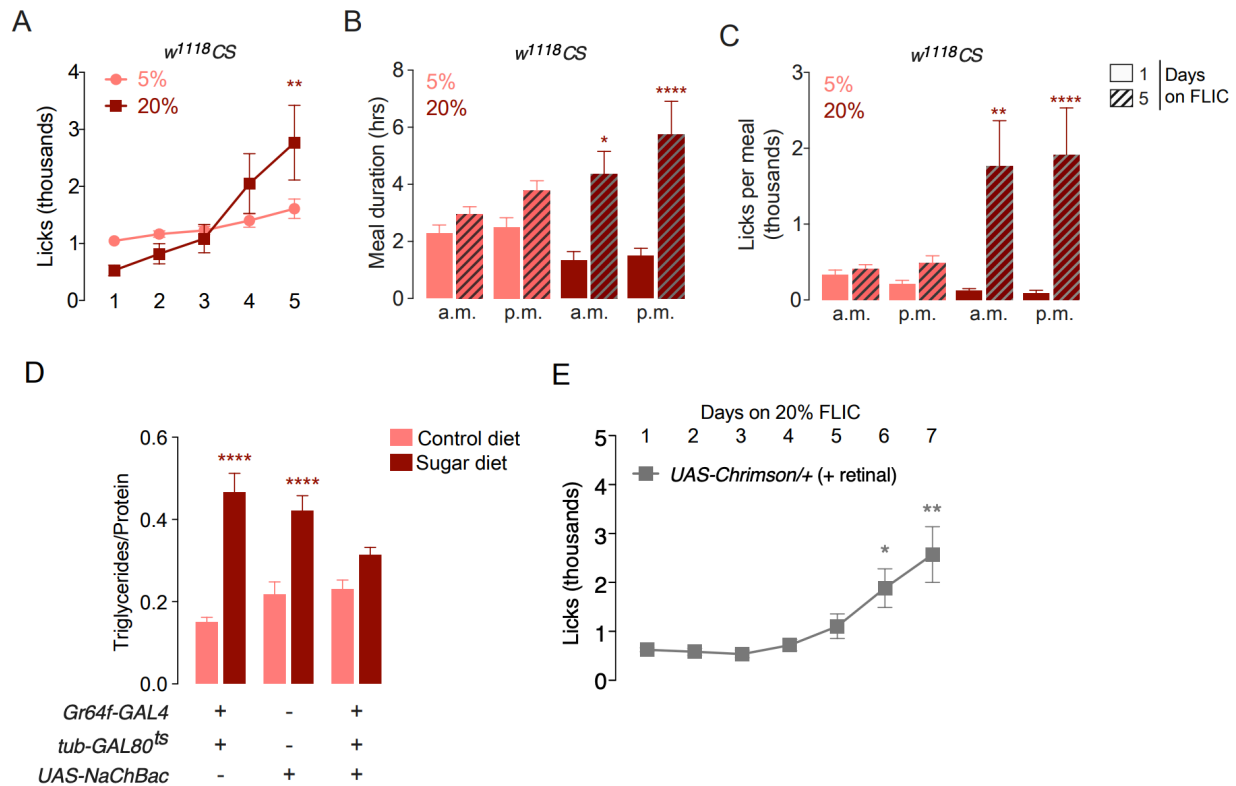 A
w1118CS
Licks (thousands)
4
3
2
1
0
5%
20%
**
1 2 3 4 5
B
w1118CS
Meal duration (hrs)
8
6
4
2
0
5%
20%
*
****
a.m. p.m. a.m. p.m.
C
w1118CS
Licks per meal
(thousands)
3
2
1
0
5%
20%
**
****
a.m. p.m. a.m. p.m.
1
5
Days
on FLIC
D
Triglycerides/Protein
0.6
0.4
0.2
0.0
****
****
Control diet
Sugar diet
Gr64f-GAL4 + - +
tub-GAL80ts + - +
UAS-NaChBac - + +
E
Days on 20% FLIC
1 2 3 4 5 6 7
Licks (thousands)
5
4
3
2
1
0
UAS-Chrimson/+ (+ retinal)
*
**